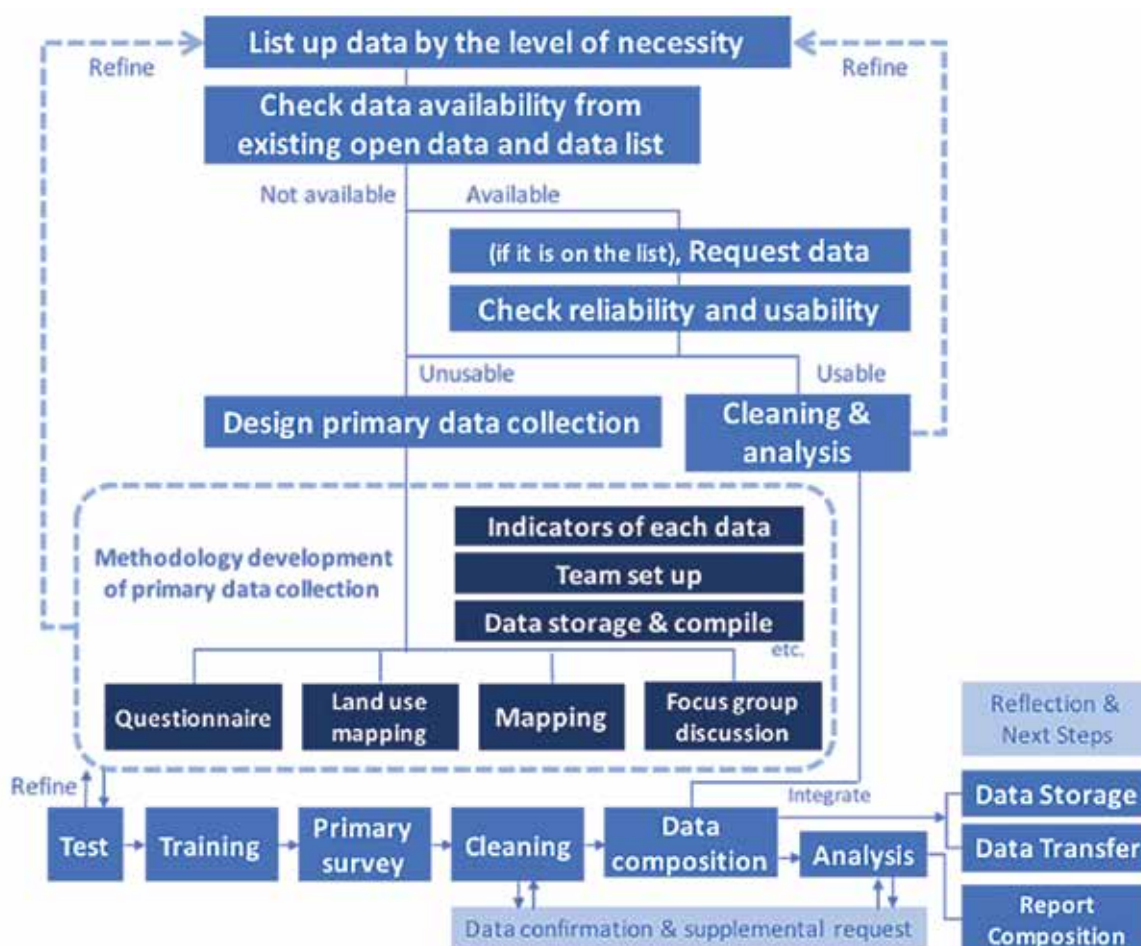 List up data by the level of necessity
Refine
Refine
Check data availability from
existing open data and data list
Not available
Available
(if it is on the list), Request data
Check reliability and usability
Unusable
Usable
Design primary data collection
Cleaning &
analysis
Indicators of each data
Methodology development
of primary data collection
Team set up
Data storage & compile
etc.
Questionnaire
Land use
mapping
Mapping
Focus group
discussion
Reflection &
Next Steps
Refine
Integrate
Test
Training
Primary
survey
Cleaning
Data
composition
Analysis
Data Storage
Data Transfer
Report
Composition
Data confirmation & supplemental request